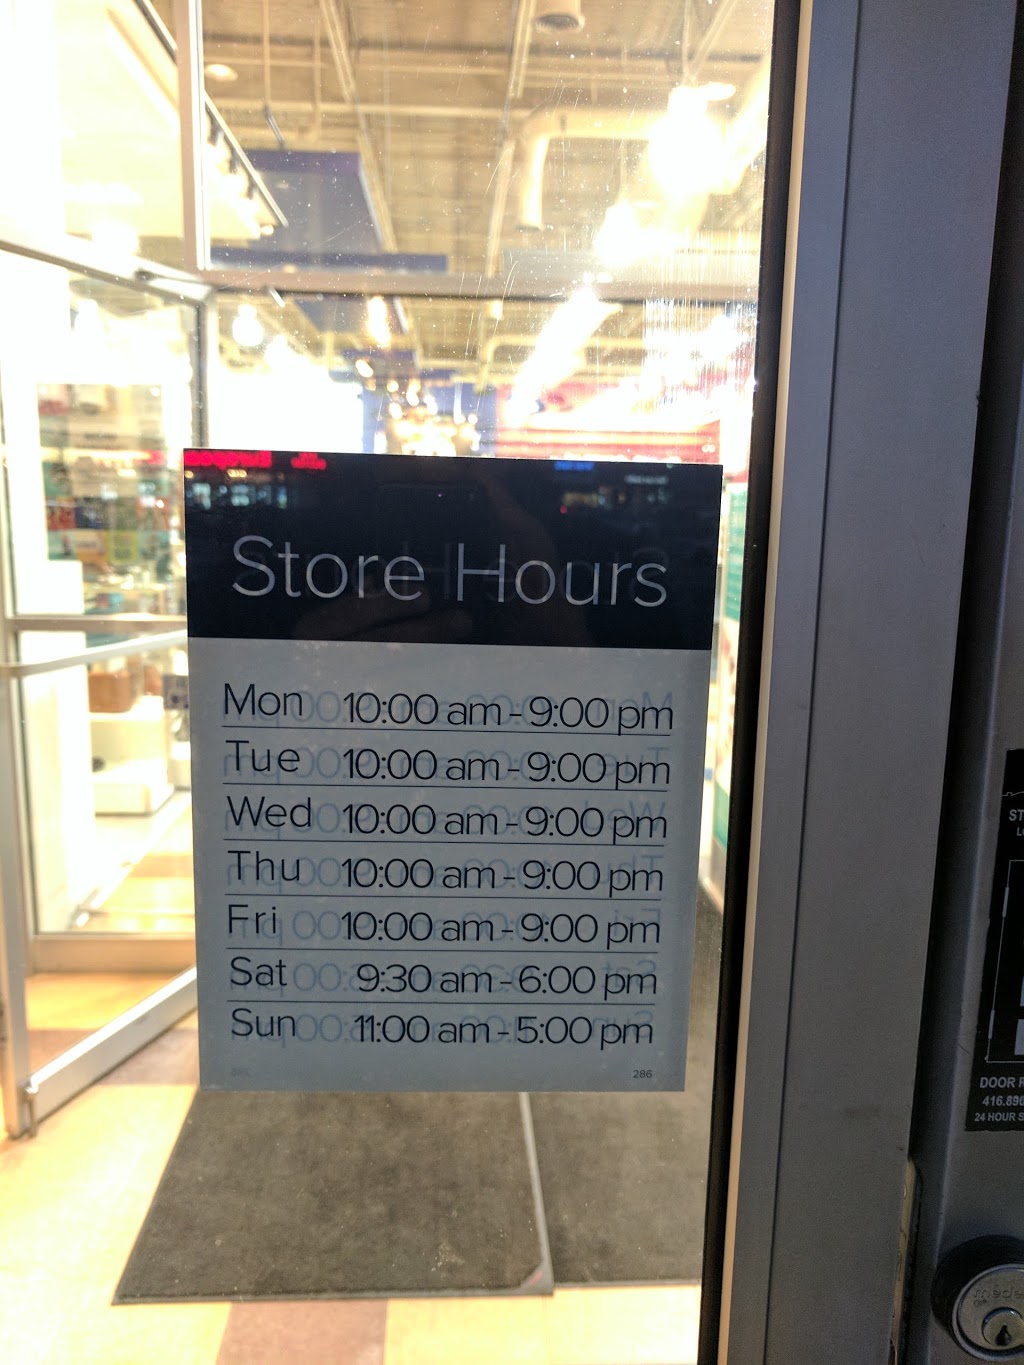 Store Hours
Mon 10:00 am - 9:00 pm
Tue 10:00 am - 9:00 pm
Wed 10:00 am - 9:00 pm
Thu 10:00 am - 9:00 pm
Fri 10:00 am - 9:00 pm
Sat 9:30 am - 6:00 pm
Sun 11:00 am - 5:00 pm
286
ST
DOOR
416.
24 HOUR S